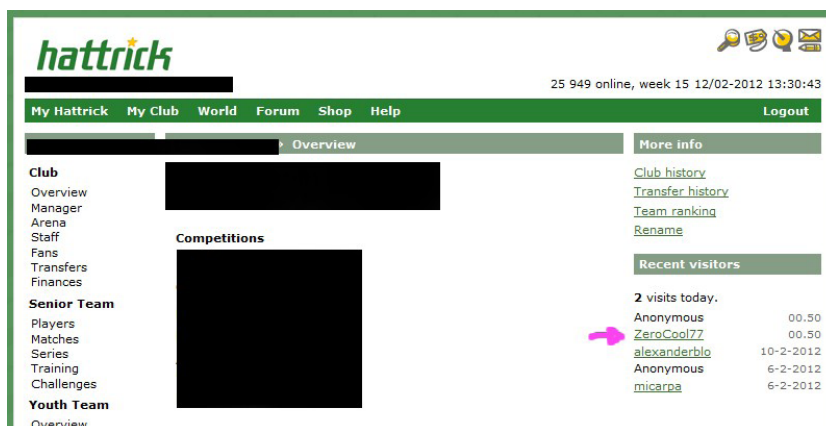 hattrick
25 949 online, week 15 12/02-2012 13:30:43
My Hattrick My Club World Forum Shop Help Logout
Overview
Club
Overview
Manager
Arena
Staff
Fans
Transfers
Finances
Senior Team
Players
Matches
Series
Training
Challenges
Youth Team
Overview
Competitions
More info
Club history
Transfer history
Team ranking
Rename
Recent visitors
2 visits today.
Anonymous 00.50
ZeroCool77 00.50
alexanderblo 10-2-2012
Anonymous 6-2-2012
micarpa 6-2-2012